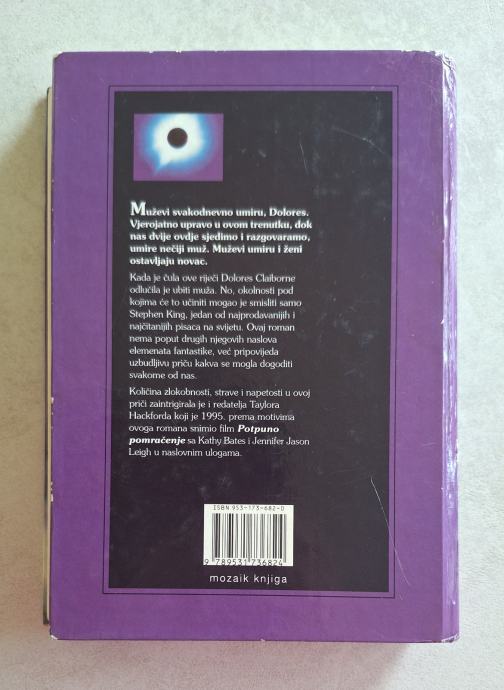 Muževi svakodnevno umiru, Dolores.
Vjerojatno upravo u ovom trenutku, dok
nas dvije ovdje sjedimo i razgovaramo,
umire nečiji muž. Muževi umiru i ženi
ostavljaju novac.
Kada je čula ove riječi Dolores Claiborne
odlučila je ubiti muža. No, okolnosti pod
kojima će to učiniti mogao je smisliti samo
Stephen King, jedan od najprodavanijih i
najčitanijih pisaca na svijetu. Ovaj roman
nema poput drugih njegovih naslova
elemenata fantastike, već pripovijeda
uzbudljivu priču kakva se mogla dogoditi
svakome od nas.
Količina zlokobnosti, strave i napetosti u ovoj
priči zaintrigirala je i redatelja Taylora
Hackforda koji je 1995. prema motivima
ovoga romana snimio film Potpuno
pomračenje sa Kathy Bates i Jennifer Jason
Leigh u naslovnim ulogama.
ISBN 953-173-682-0
9 789531 736824
mozaik knjiga